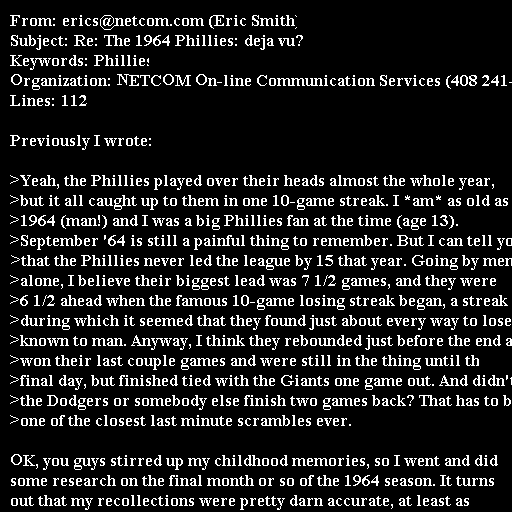 From: erics@netcom.com (Eric Smith)
Subject: Re: The 1964 Phillies: deja vu?
Keywords: Phillies
Organization: NETCOM On-line Communication Services (408 241-
Lines: 112

Previously I wrote:

>Yeah, the Phillies played over their heads almost the whole year,
>but it all caught up to them in one 10-game streak. I *am* as old as
>1964 (man!) and I was a big Phillies fan at the time (age 13).
>September '64 is still a painful thing to remember. But I can tell yo
>that the Phillies never led the league by 15 that year. Going by mem
>alone, I believe their biggest lead was 7 1/2 games, and they were
>6 1/2 ahead when the famous 10-game losing streak began, a streak
>during which it seemed that they found just about every way to lose
>known to man. Anyway, I think they rebounded just before the end a
>won their last couple games and were still in the thing until th
>final day, but finished tied with the Giants one game out. And didn't
>the Dodgers or somebody else finish two games back? That has to b
>one of the closest last minute scrambles ever.

OK, you guys stirred up my childhood memories, so I went and did
some research on the final month or so of the 1964 season. It turns
out that my recollections were pretty darn accurate, at least as